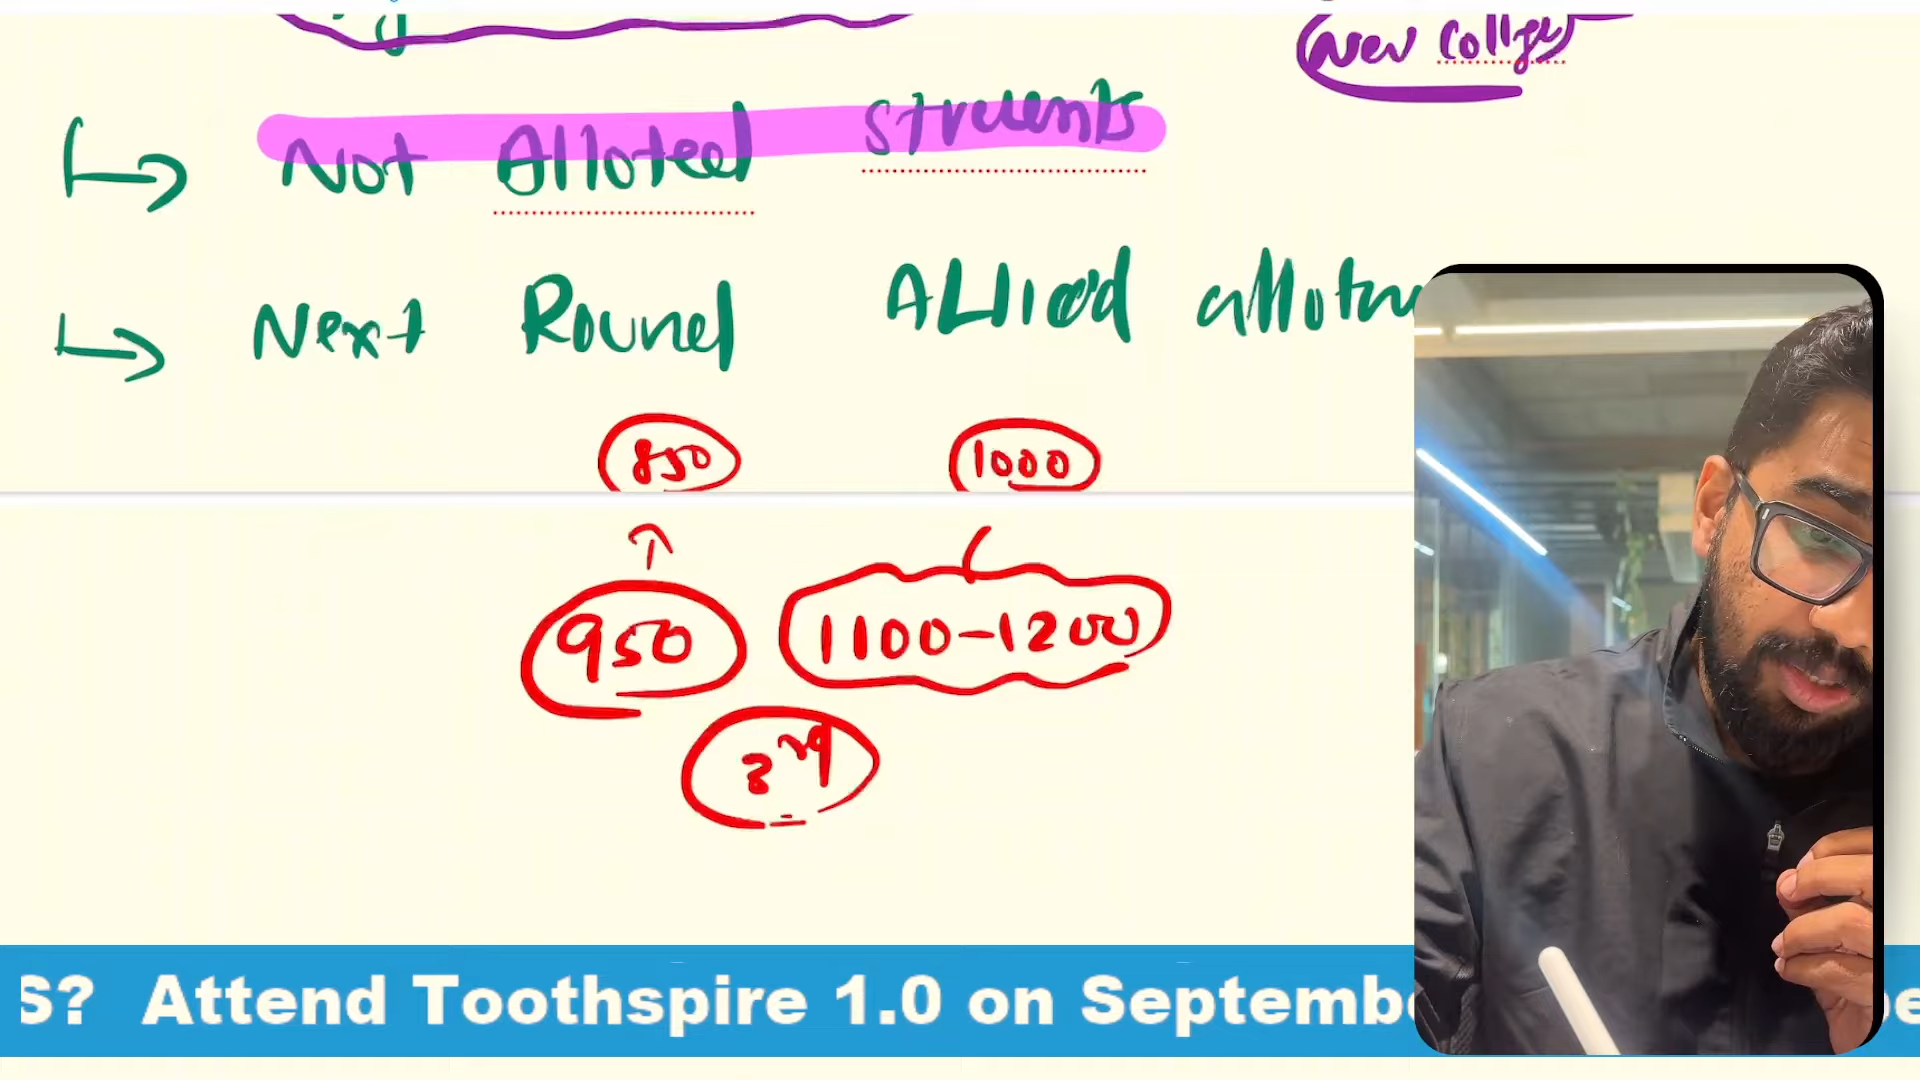 New College
Not Alloted Students
Next Round ALlied allotm
850 1000
950 1100-1200
3rd
S? Attend Toothspire 1.0 on Septembe